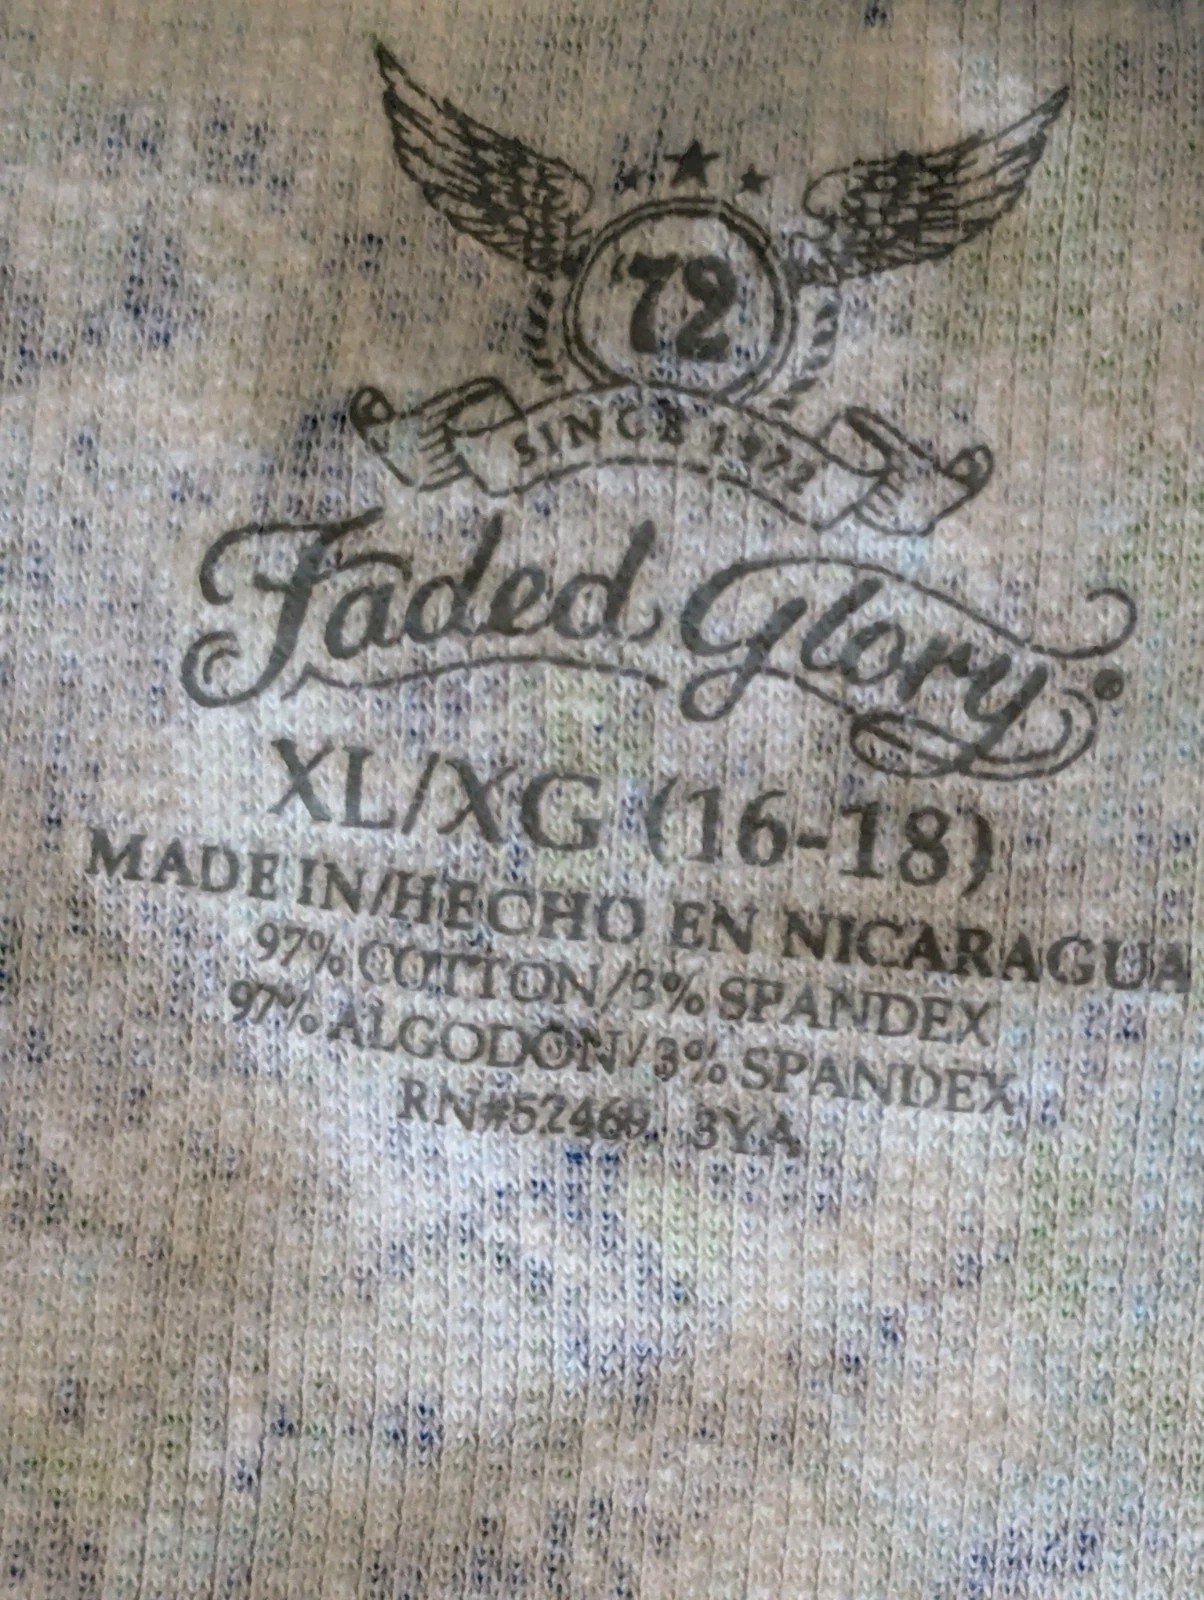 '72
SINCE 1972
Faded Glory
XL/XG (16-18)
MADE IN/HECHO EN NICARAGUA
97% COTTON/3% SPANDEX
97% ALGODÓN/3% SPANDEX
RN#52469 3YA